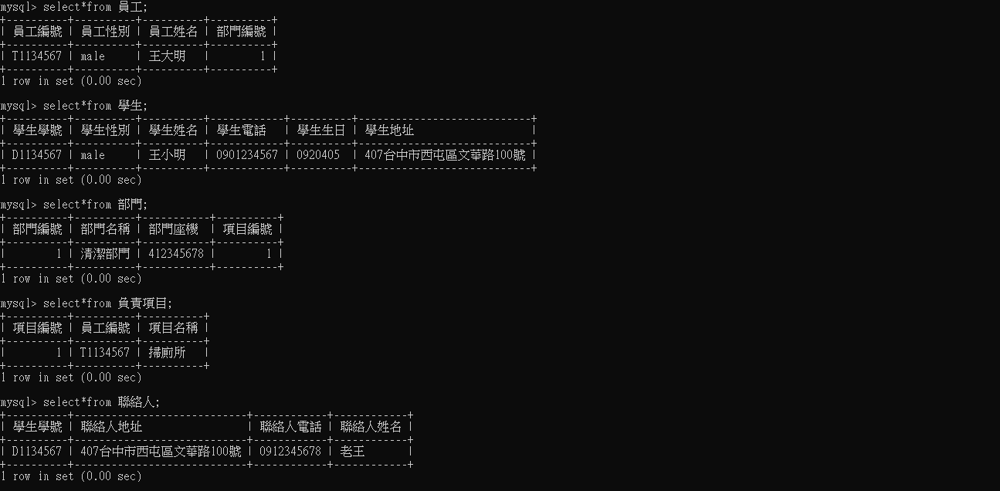 mysql> select*from 員工;
+----------+----------+----------+----------+
| 員工編號 | 員工性別 | 員工姓名 | 部門編號 |
+----------+----------+----------+----------+
| T1134567 | male     | 王大明   |        1 |
+----------+----------+----------+----------+
1 row in set (0.00 sec)
mysql> select*from 學生;
+----------+----------+----------+------------+----------+----------------------------+
| 學生學號 | 學生性別 | 學生姓名 | 學生電話   | 學生生日 | 學生地址                   |
+----------+----------+----------+------------+----------+----------------------------+
| D1134567 | male     | 王小明   | 0901234567 | 0920405  | 407台中市西屯區文華路100號 |
+----------+----------+----------+------------+----------+----------------------------+
1 row in set (0.00 sec)
mysql> select*from 部門;
+----------+----------+-----------+----------+
| 部門編號 | 部門名稱 | 部門座機  | 項目編號 |
+----------+----------+-----------+----------+
|        1 | 清潔部門 | 412345678 |        1 |
+----------+----------+-----------+----------+
1 row in set (0.00 sec)
mysql> select*from 負責項目;
+----------+----------+----------+
| 項目編號 | 員工編號 | 項目名稱 |
+----------+----------+----------+
|        1 | T1134567 | 掃廁所   |
+----------+----------+----------+
1 row in set (0.00 sec)
mysql> select*from 聯絡人;
+----------+----------------------------+------------+------------+
| 學生學號 | 聯絡人地址                 | 聯絡人電話 | 聯絡人姓名 |
+----------+----------------------------+------------+------------+
| D1134567 | 407台中市西屯區文華路100號 | 0912345678 | 老王       |
+----------+----------------------------+------------+------------+
1 row in set (0.00 sec)